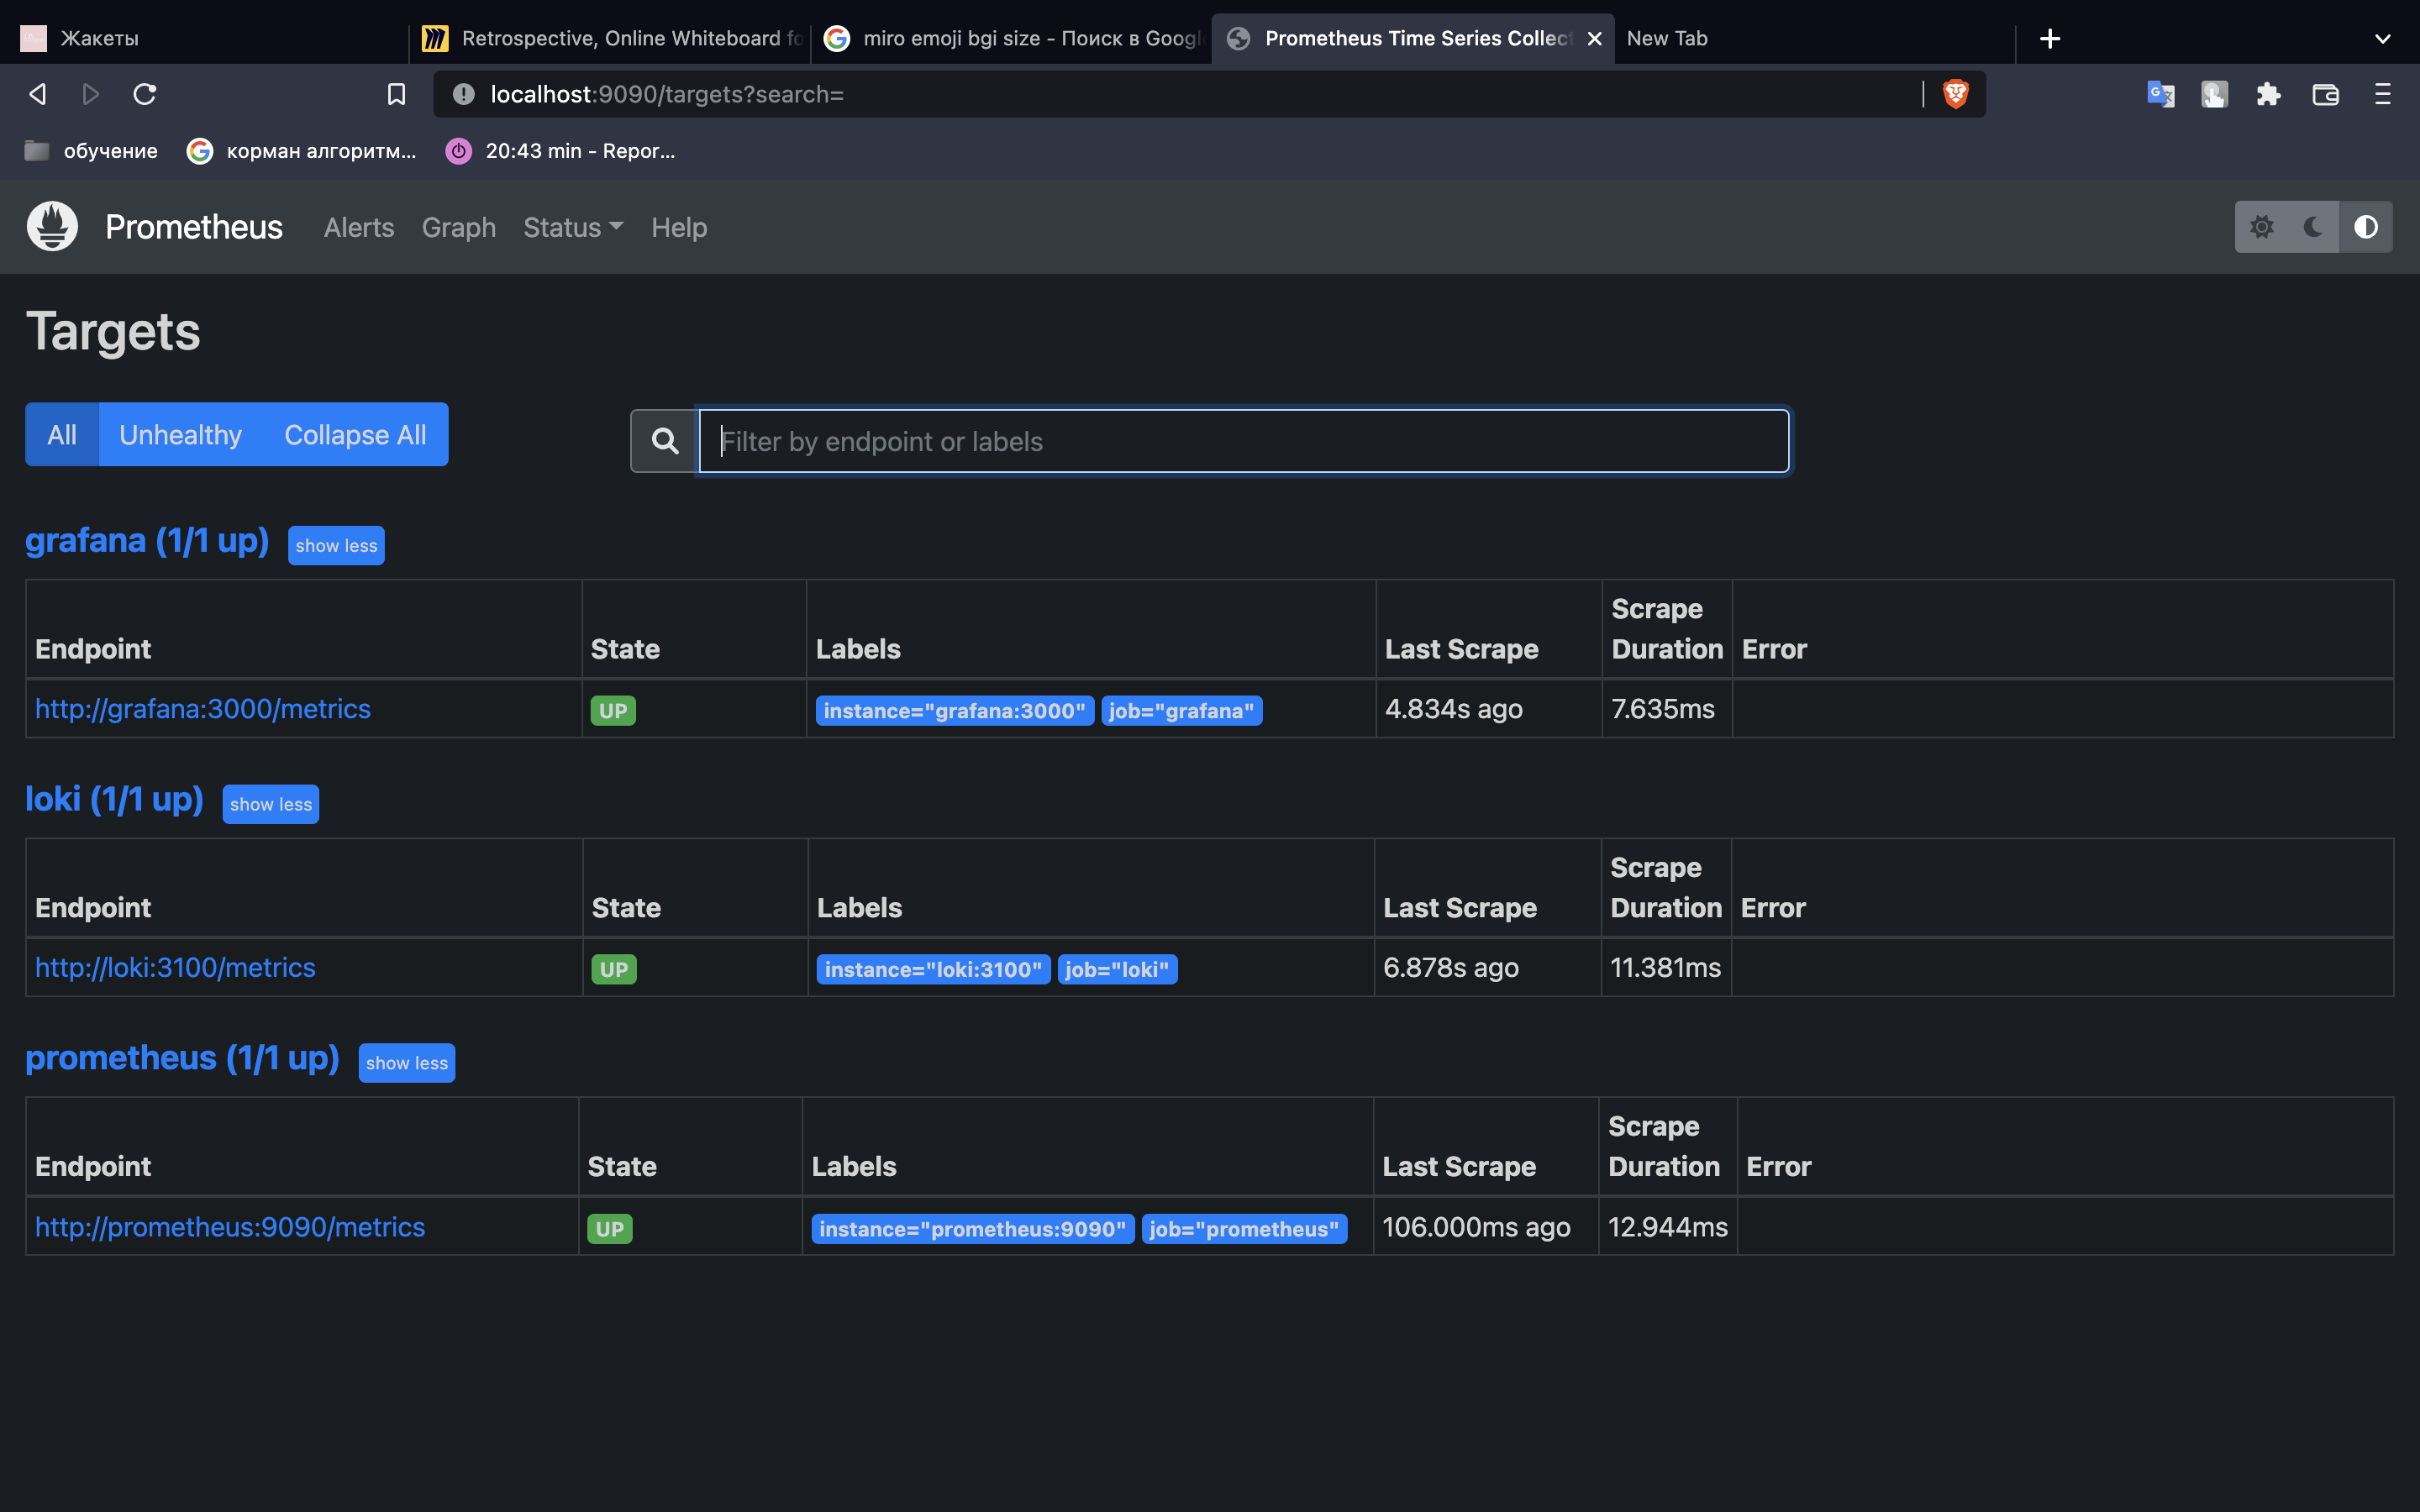 Жакеты
Retrospective, Online Whiteboard fo
miro emoji bgi size - Поиск в Googl
Prometheus Time Series Collect
New Tab
localhost:9090/targets?search=
обучение
корман алгоритм...
20:43 min - Repor...
Prometheus Alerts Graph Status Help
Targets
All Unhealthy Collapse All
Filter by endpoint or labels
grafana (1/1 up) show less
Endpoint State Labels Last Scrape Scrape Duration Error
http://grafana:3000/metrics UP instance="grafana:3000" job="grafana" 4.834s ago 7.635ms
loki (1/1 up) show less
Endpoint State Labels Last Scrape Scrape Duration Error
http://loki:3100/metrics UP instance="loki:3100" job="loki" 6.878s ago 11.381ms
prometheus (1/1 up) show less
Endpoint State Labels Last Scrape Scrape Duration Error
http://prometheus:9090/metrics UP instance="prometheus:9090" job="prometheus" 106.000ms ago 12.944ms